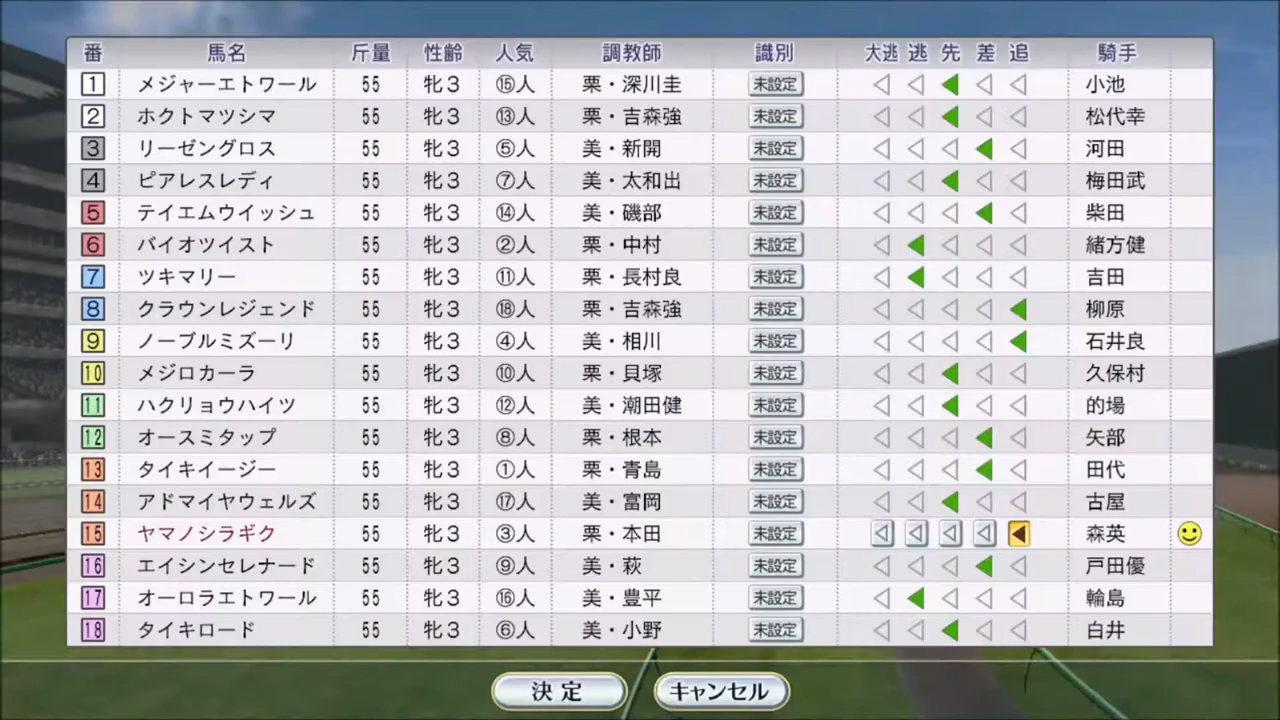 番 馬名 斤量 性齢 人気 調教師 識別 大逃 逃 先 差 追 騎手
1 メジャーエトワール 55 牝3 ⑮人 栗・深川圭 未設定 小池
2 ホクトマツシマ 55 牝3 ⑬人 栗・吉森強 未設定 松代幸
3 リーゼングロス 55 牝3 ⑤人 美・新開 未設定 河田
4 ピアレスレディ 55 牝3 ⑦人 美・太和出 未設定 梅田武
5 テイエムウイッシュ 55 牝3 ⑭人 美・磯部 未設定 柴田
6 バイオツイスト 55 牝3 ②人 栗・中村 未設定 緒方健
7 ツキマリー 55 牝3 ⑪人 栗・長村良 未設定 吉田
8 クラウンレジェンド 55 牝3 ⑱人 栗・吉森強 未設定 柳原
9 ノーブルミズーリ 55 牝3 ④人 美・相川 未設定 石井良
10 メジロカーラ 55 牝3 ⑩人 栗・貝塚 未設定 久保村
11 ハクリョウハイツ 55 牝3 ⑫人 美・潮田健 未設定 的場
12 オースミタップ 55 牝3 ⑧人 栗・根本 未設定 矢部
13 タイキイージー 55 牝3 ①人 栗・青島 未設定 田代
14 アドマイヤウェルズ 55 牝3 ⑰人 美・富岡 未設定 古屋
15 ヤマノシラギク 55 牝3 ③人 栗・本田 未設定 森英
16 エイシンセレナード 55 牝3 ⑨人 美・萩 未設定 戸田優
17 オーロラエトワール 55 牝3 ⑯人 美・豊平 未設定 輪島
18 タイキロード 55 牝3 ⑥人 美・小野 未設定 白井
決定 キャンセル